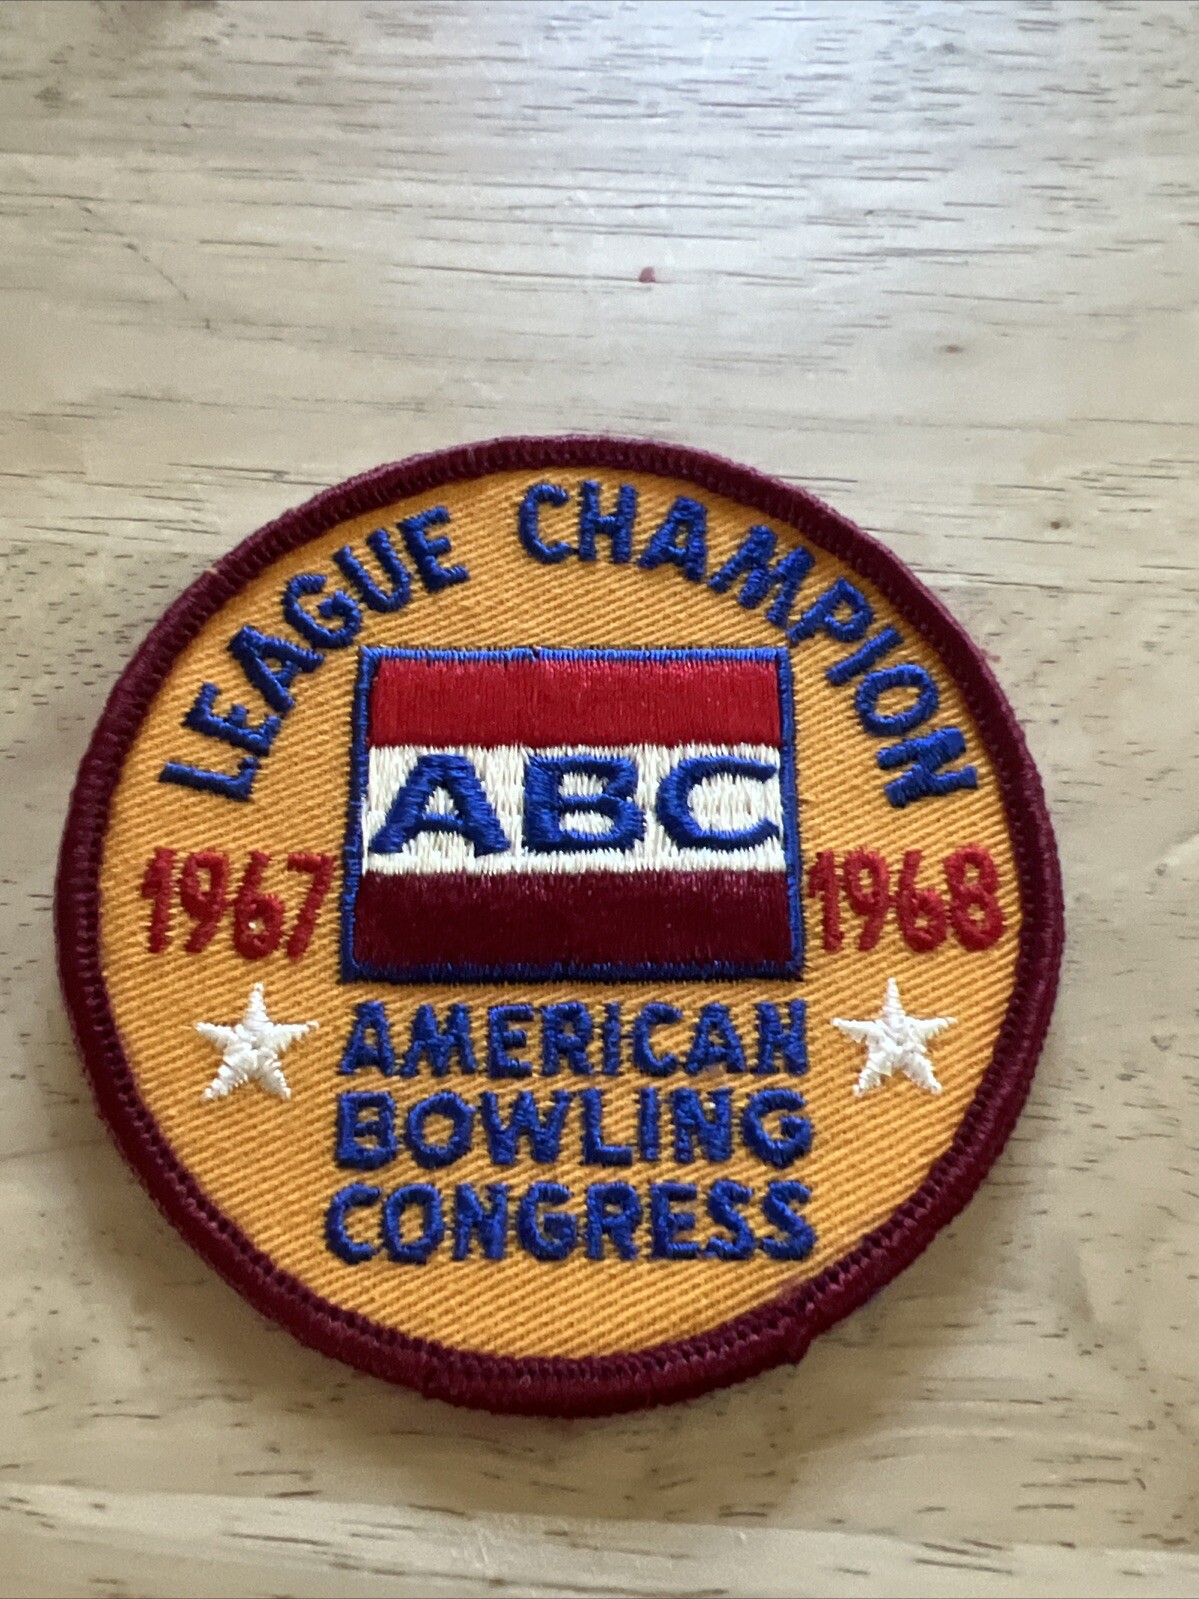 LEAGUE CHAMPION
ABC
1967 1968
AMERICAN
BOWLING
CONGRESS